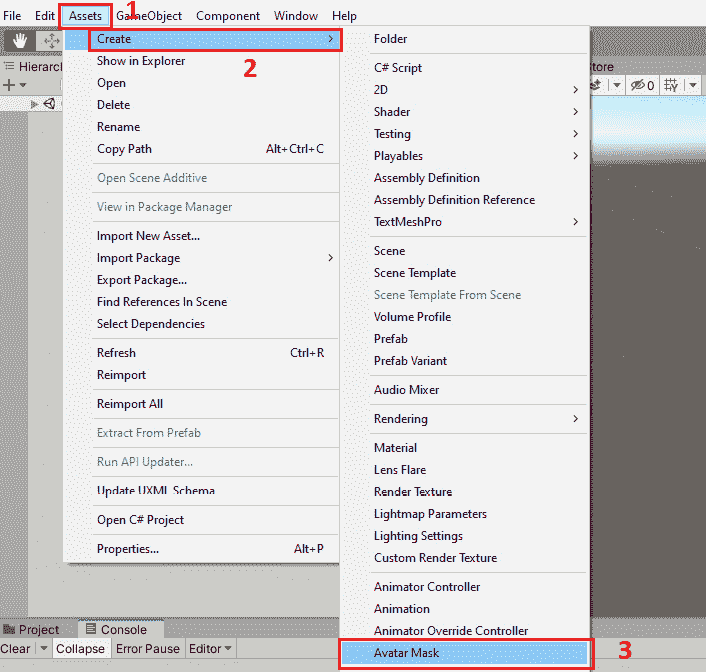 File Edit Assets GameObject Component Window Help
1
Hierarch
Create
2
Show in Explorer
Open
Delete
Rename
Copy Path Alt+Ctrl+C
Open Scene Additive
View in Package Manager
Import New Asset...
Import Package
Export Package...
Find References In Scene
Select Dependencies
Refresh Ctrl+R
Reimport
Reimport All
Extract From Prefab
Run API Updater...
Update UXML Schema
Open C# Project
Properties... Alt+P
Folder
C# Script
2D
Shader
Testing
Playables
Assembly Definition
Assembly Definition Reference
TextMeshPro
Scene
Scene Template
Scene Template From Scene
Volume Profile
Prefab
Prefab Variant
Audio Mixer
Rendering
Material
Lens Flare
Render Texture
Lightmap Parameters
Lighting Settings
Custom Render Texture
Animator Controller
Animation
Animator Override Controller
Avatar Mask
3
tore
0
Project Console
Clear Collapse Error Pause Editor